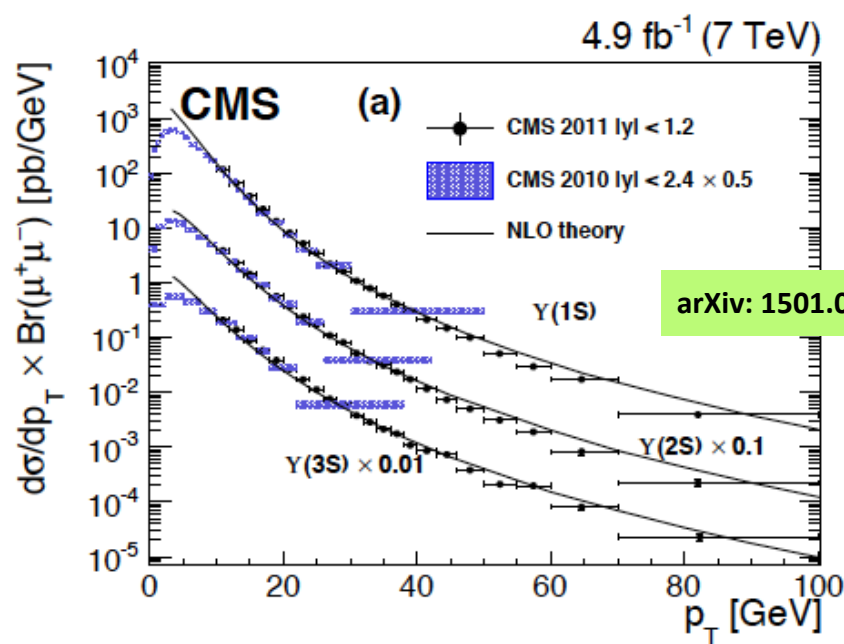 4.9 fb⁻¹ (7 TeV)
CMS (a)
CMS 2011 |y| < 1.2
CMS 2010 |y| < 2.4 × 0.5
NLO theory
ϒ(1S)
arXiv: 1501.0
ϒ(2S) × 0.1
ϒ(3S) × 0.01
dσ/dp_T × Br(μ⁺μ⁻) [pb/GeV]
10⁴
10³
10²
10
1
10⁻¹
10⁻²
10⁻³
10⁻⁴
10⁻⁵
0 20 40 60 80 100
p_T [GeV]